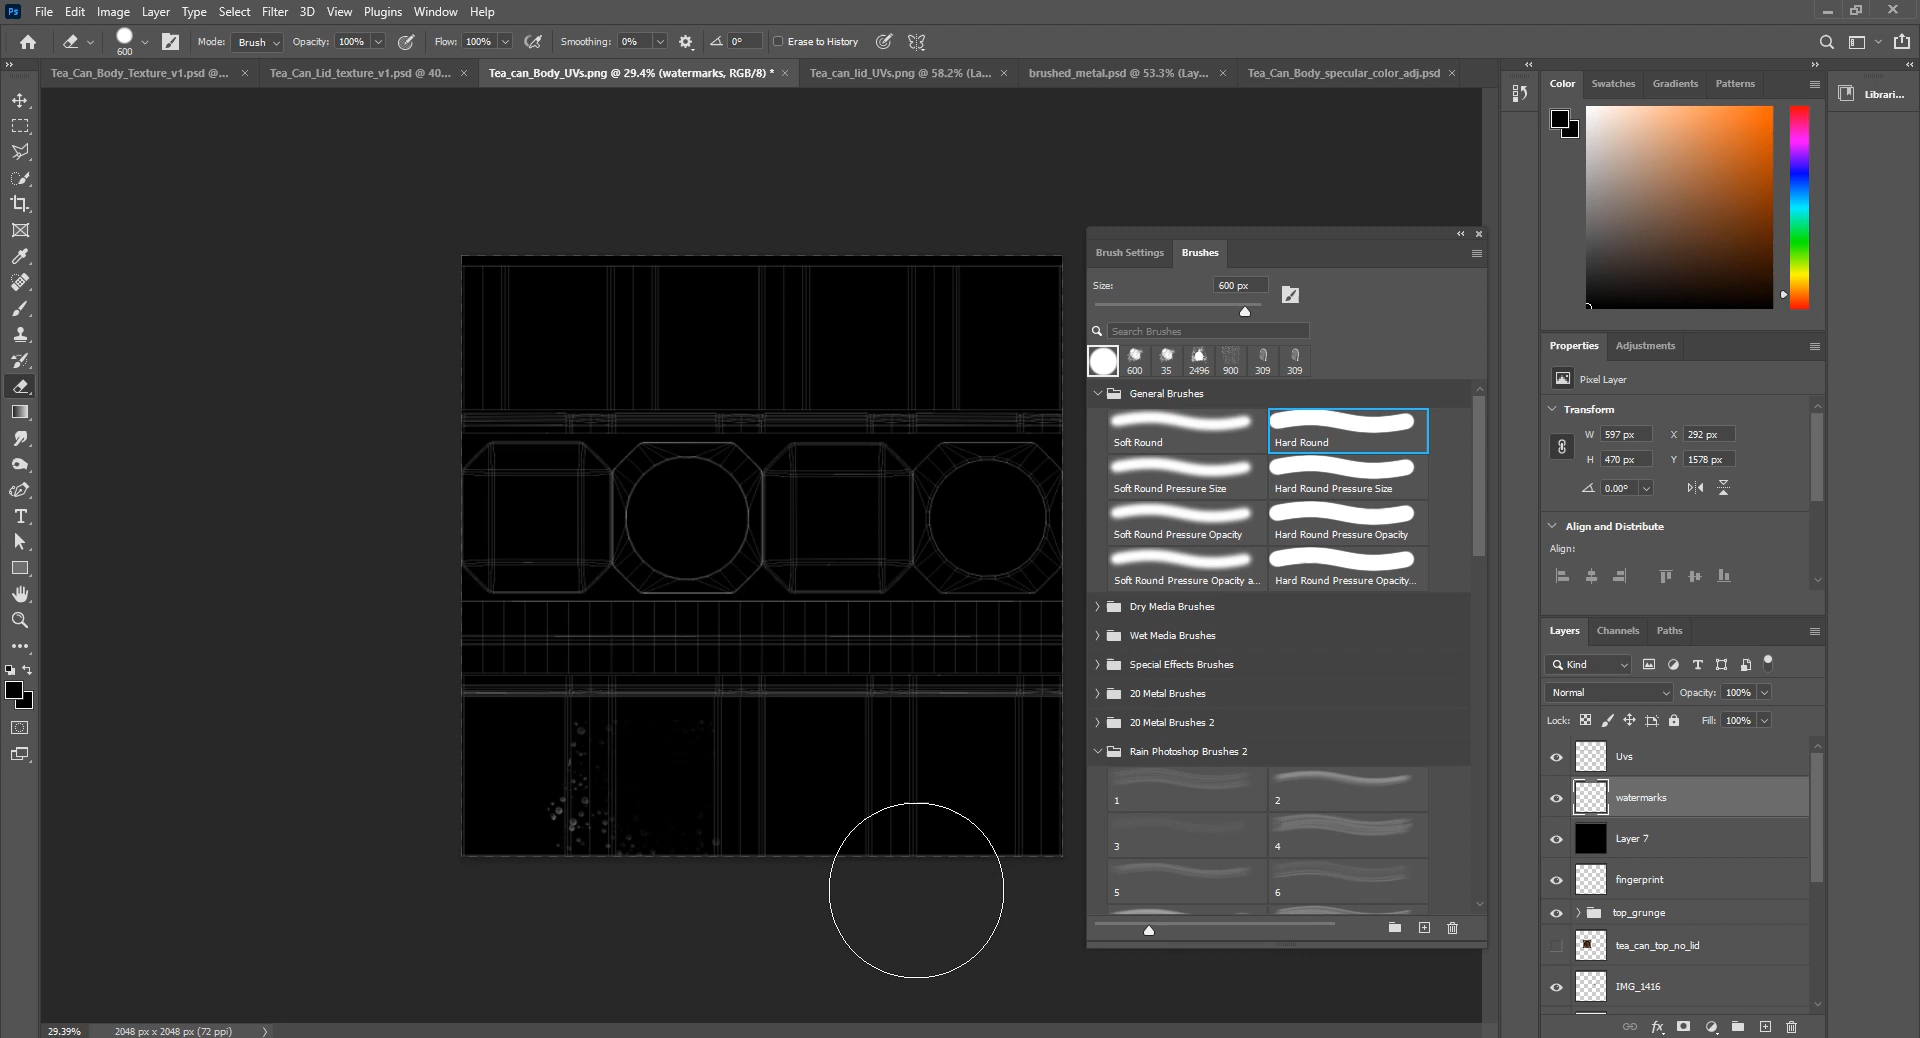 Ps File Edit Image Layer Type Select Filter 3D View Plugins Window Help
600 Mode: Brush Opacity: 100% Flow: 100% Smoothing: 0% 0° Erase to History
Tea_Can_Body_Texture_v1.psd @... Tea_Can_Lid_texture_v1.psd @ 40... Tea_can_Body_UVs.png @ 29.4% (watermarks, RGB/8) * Tea_can_lid_UVs.png @ 58.2% (La... brushed_metal.psd @ 53.3% (Lay... Tea_Can_Body_specular_color_adj.psd
Color Swatches Gradients Patterns
Librari...
Brush Settings Brushes
Size: 600 px
Search Brushes
600 35 2496 900 309 309
General Brushes
Soft Round Hard Round
Soft Round Pressure Size Hard Round Pressure Size
Soft Round Pressure Opacity Hard Round Pressure Opacity
Soft Round Pressure Opacity a... Hard Round Pressure Opacity...
Dry Media Brushes
Wet Media Brushes
Special Effects Brushes
20 Metal Brushes
20 Metal Brushes 2
Rain Photoshop Brushes 2
1 2
3 4
5 6
Properties Adjustments
Pixel Layer
Transform
W 597 px X 292 px
H 470 px Y 1578 px
0.00°
Align and Distribute
Align:
Layers Channels Paths
Kind
Normal Opacity: 100%
Lock: Fill: 100%
Uvs
watermarks
Layer 7
fingerprint
top_grunge
tea_can_top_no_lid
IMG_1416
fx
29.39% 2048 px x 2048 px (72 ppi)